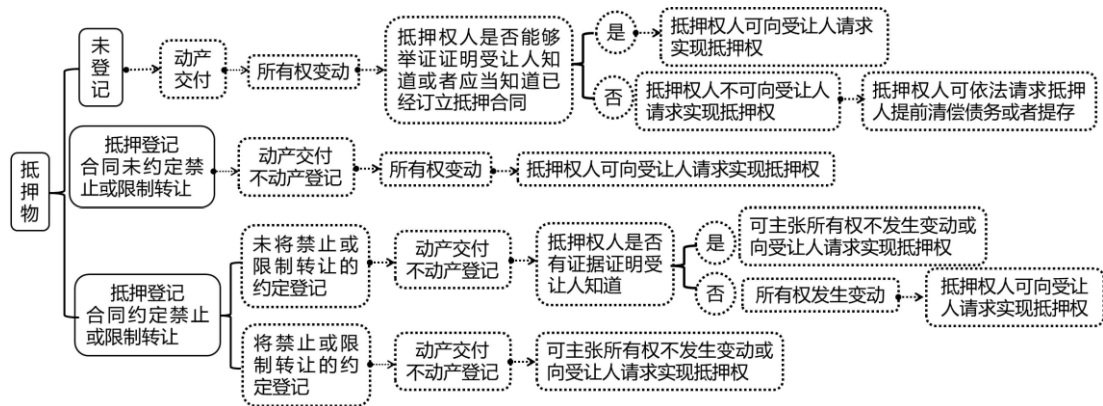 抵押物
未登记
动产
交付
所有权变动
抵押权人是否能够
举证证明受让人知
道或者应当知道已
经订立抵押合同
是
抵押权人可向受让人请求
实现抵押权
否
抵押权人不可向受让人
请求实现抵押权
抵押权人可依法请求抵押
人提前清偿债务或者提存
抵押登记
合同未约定禁
止或限制转让
动产交付
不动产登记
所有权变动
抵押权人可向受让人请求实现抵押权
抵押登记
合同约定禁止
或限制转让
未将禁止或
限制转让的
约定登记
动产交付
不动产登记
抵押权人是否
有证据证明受
让人知道
是
可主张所有权不发生变动或
向受让人请求实现抵押权
否
所有权发生变动
抵押权人可向受让
人请求实现抵押权
将禁止或限
制转让的约
定登记
动产交付
不动产登记
可主张所有权不发生变动或
向受让人请求实现抵押权